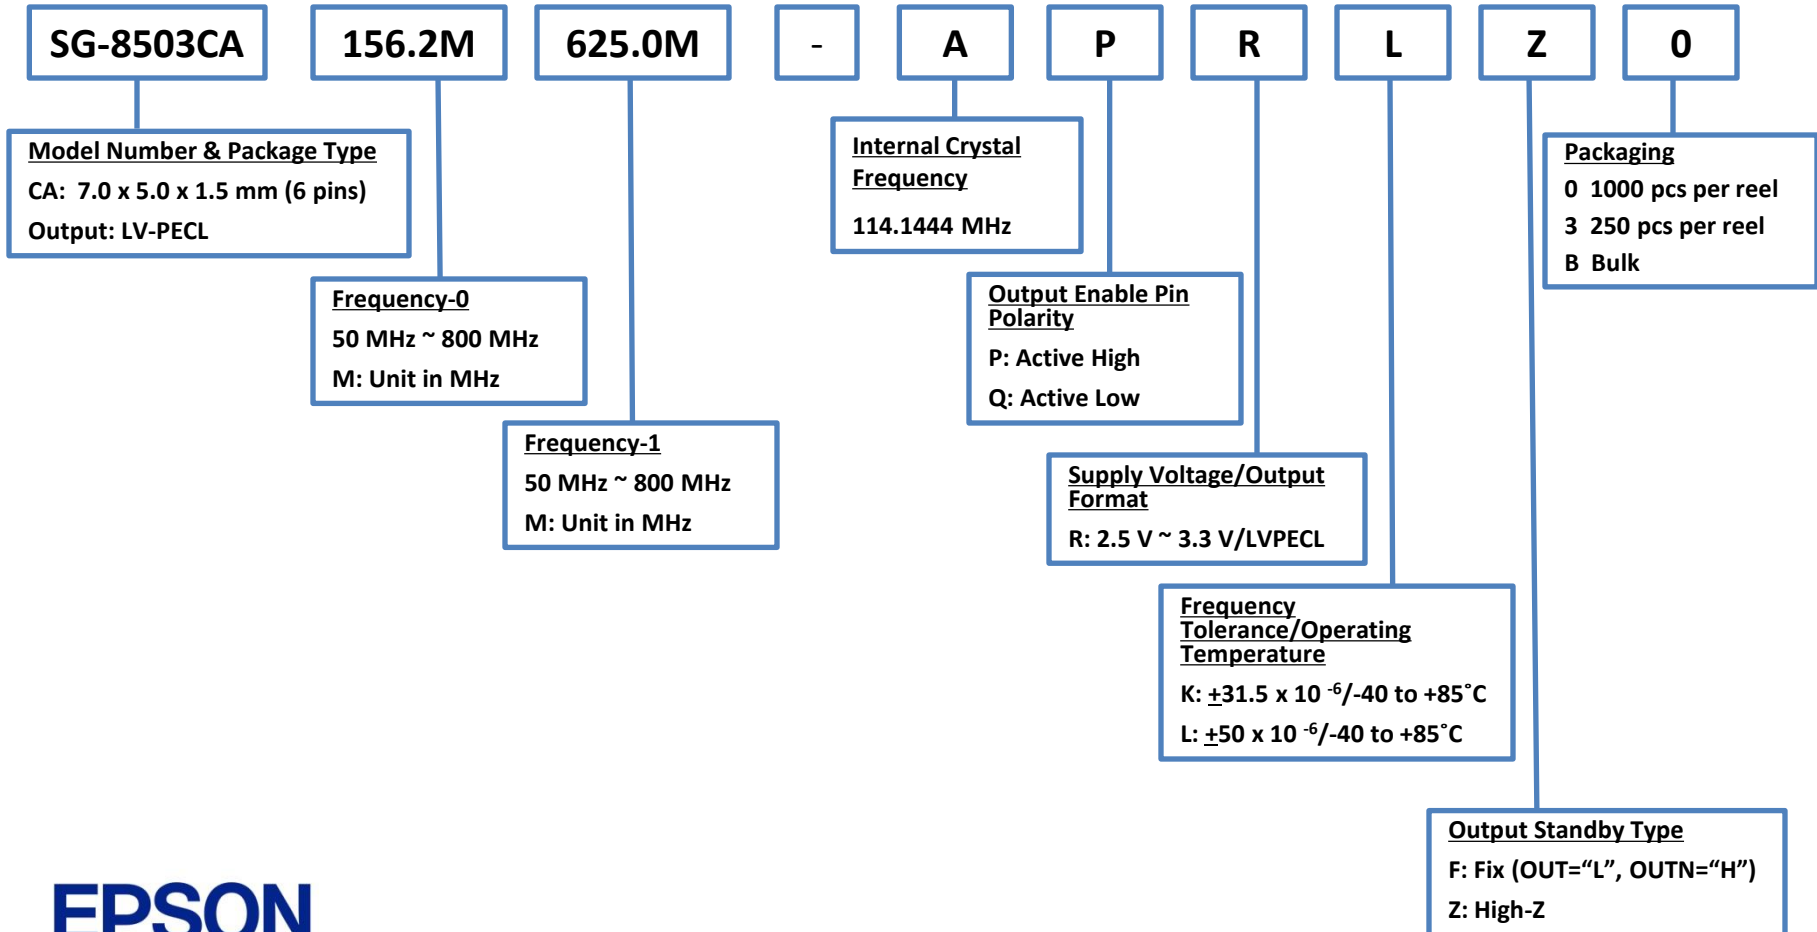 SG-8503CA 156.2M 625.0M - A P R L Z 0
Model Number & Package Type
CA: 7.0 x 5.0 x 1.5 mm (6 pins)
Output: LV-PECL
Frequency-0
50 MHz ~ 800 MHz
M: Unit in MHz
Frequency-1
50 MHz ~ 800 MHz
M: Unit in MHz
Internal Crystal
Frequency
114.1444 MHz
Output Enable Pin
Polarity
P: Active High
Q: Active Low
Supply Voltage/Output
Format
R: 2.5 V ~ 3.3 V/LVPECL
Frequency
Tolerance/Operating
Temperature
K: ±31.5 x 10 ⁻⁶/-40 to +85˚C
L: ±50 x 10 ⁻⁶/-40 to +85˚C
Output Standby Type
F: Fix (OUT=“L”, OUTN=“H”)
Z: High-Z
Packaging
0 1000 pcs per reel
3 250 pcs per reel
B Bulk
EPSON